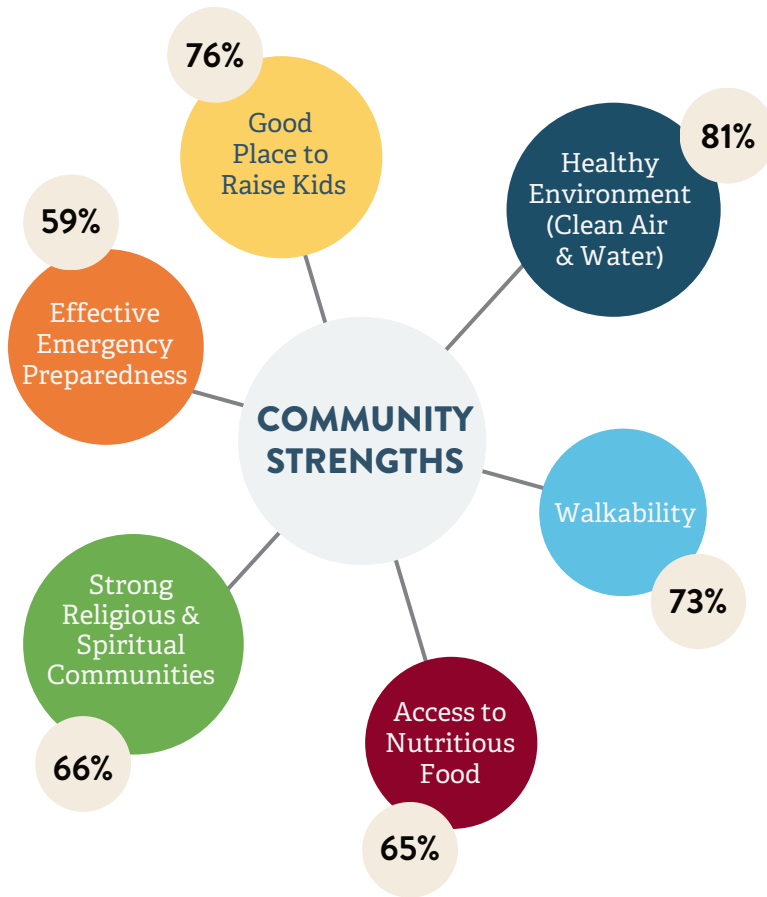 76%
Good
Place to
Raise Kids
81%
Healthy
Environment
(Clean Air
& Water)
59%
Effective
Emergency
Preparedness
COMMUNITY
STRENGTHS
Walkability
73%
Strong
Religious &
Spiritual
Communities
66%
Access to
Nutritious
Food
65%